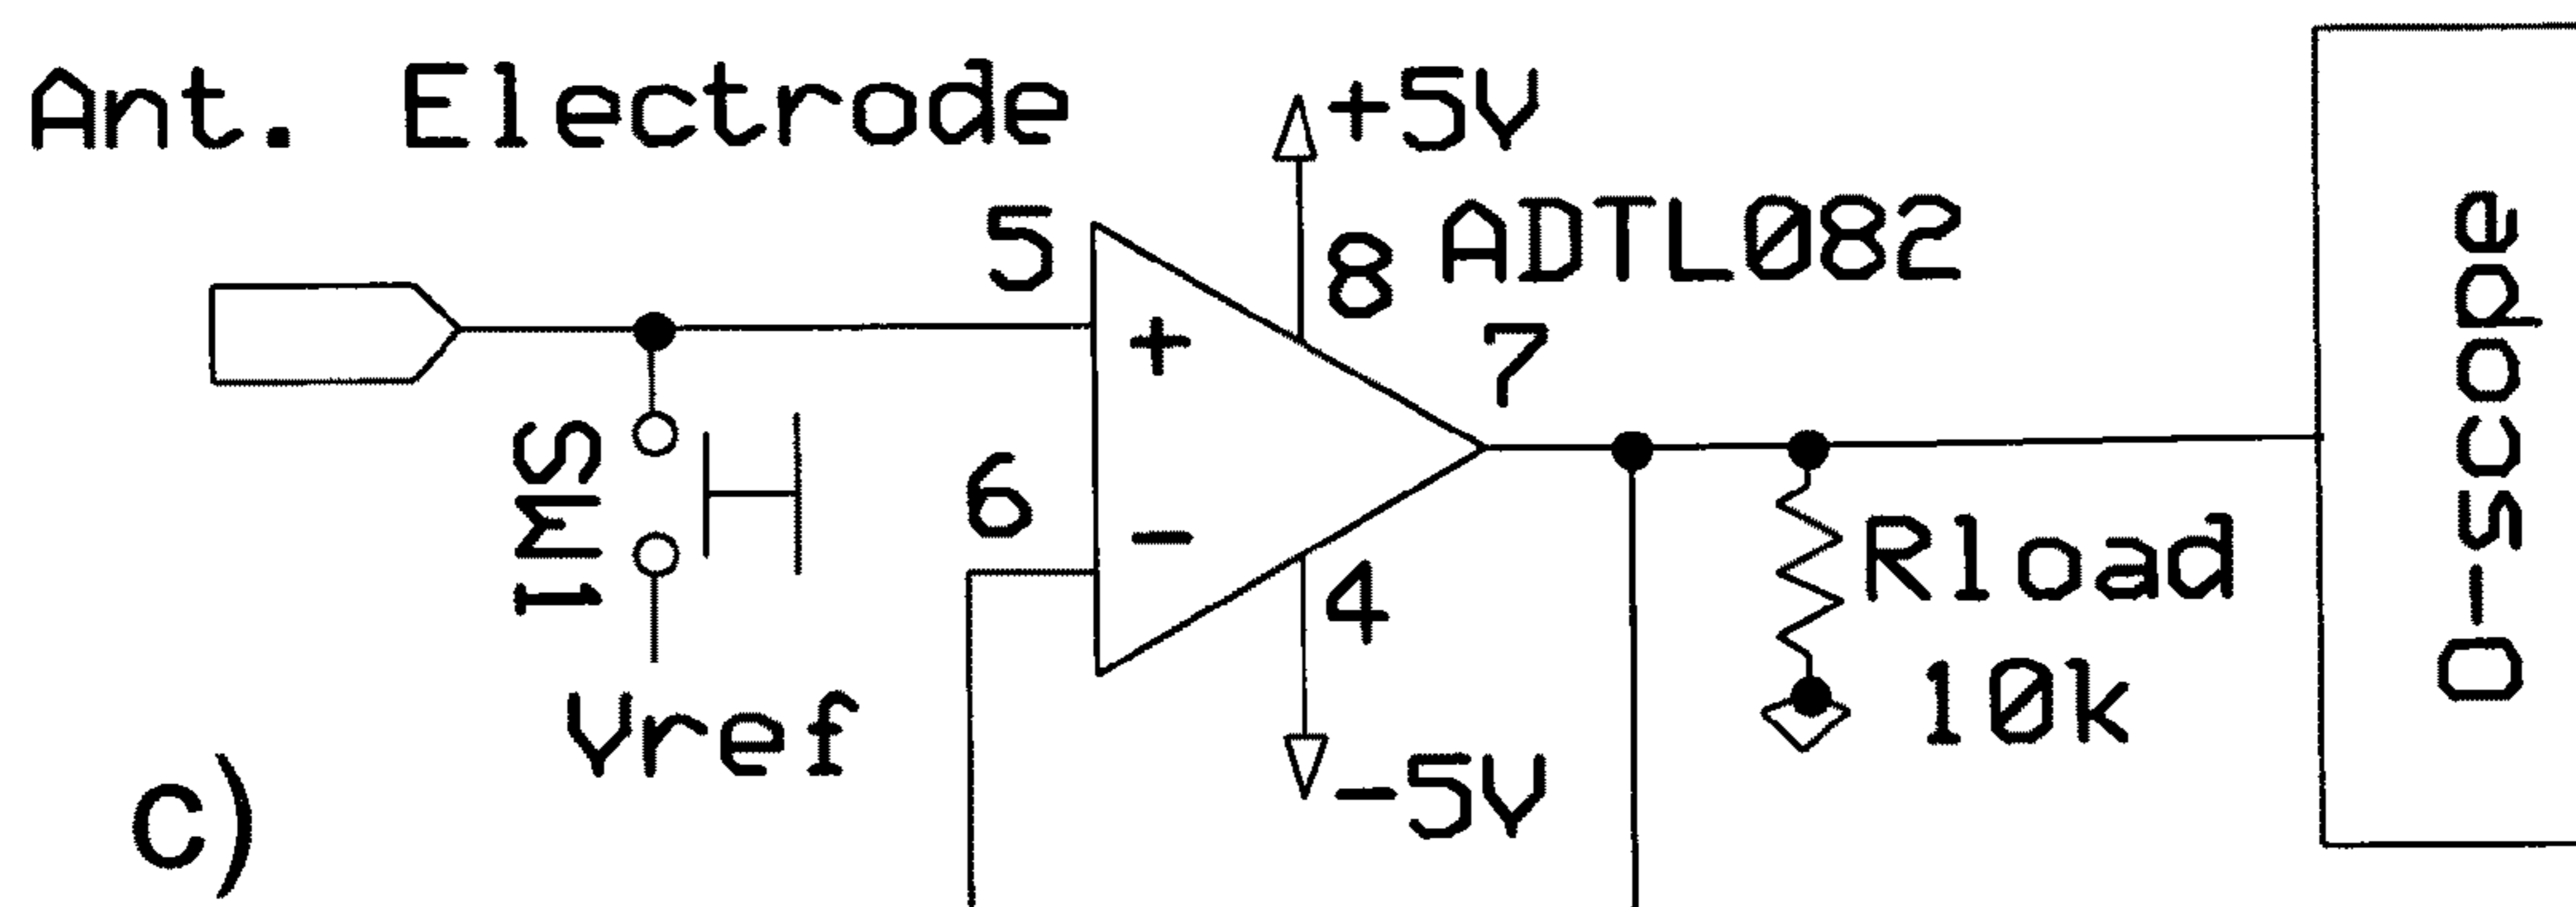 Ant. Electrode
+5V
ADTL082
5
8
+
7
6
-
SW1
4
Rload
10k
Vref
-5V
O-scope
c)